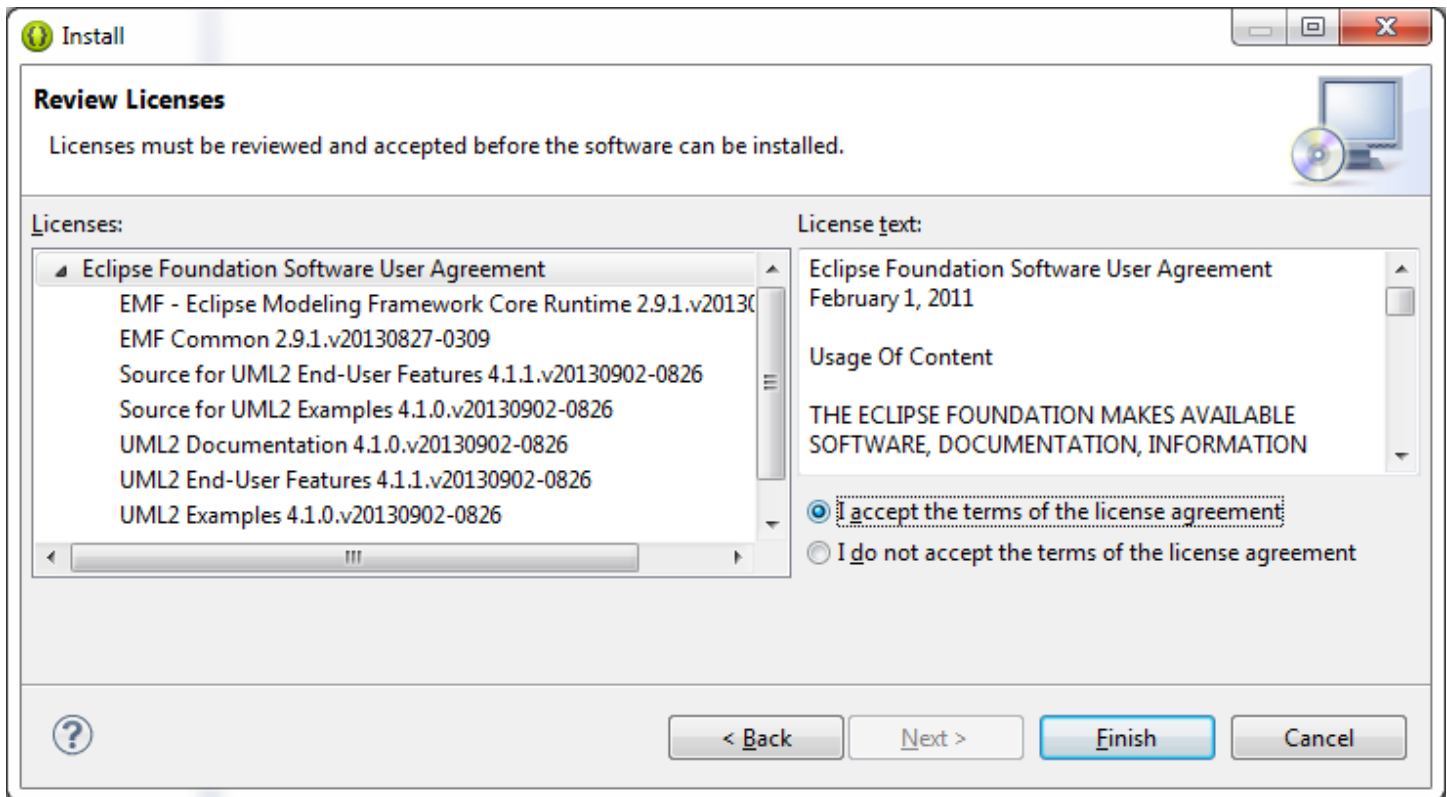 Install
Review Licenses
Licenses must be reviewed and accepted before the software can be installed.
Licenses:
Eclipse Foundation Software User Agreement
EMF - Eclipse Modeling Framework Core Runtime 2.9.1.v20130
EMF Common 2.9.1.v20130827-0309
Source for UML2 End-User Features 4.1.1.v20130902-0826
Source for UML2 Examples 4.1.0.v20130902-0826
UML2 Documentation 4.1.0.v20130902-0826
UML2 End-User Features 4.1.1.v20130902-0826
UML2 Examples 4.1.0.v20130902-0826
License text:
Eclipse Foundation Software User Agreement
February 1, 2011
Usage Of Content
THE ECLIPSE FOUNDATION MAKES AVAILABLE
SOFTWARE, DOCUMENTATION, INFORMATION
I accept the terms of the license agreement
I do not accept the terms of the license agreement
?
< Back
Next >
Finish
Cancel